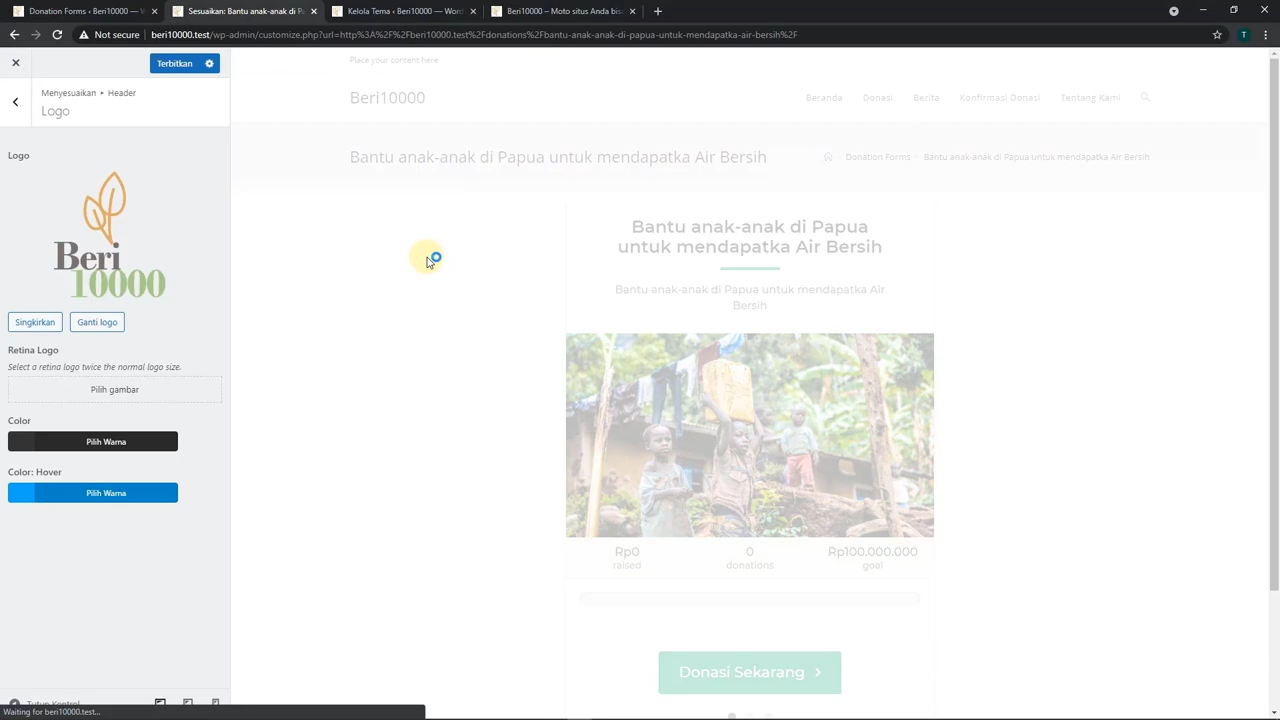 Donation Forms ‹ Beri10000 — W
Sesuaikan: Bantu anak-anak di Pa
Kelola Tema ‹ Beri10000 — Word
Beri10000 – Moto situs Anda bis
Not secure
beri10000.test/wp-admin/customize.php?url=http%3A%2F%2Fberi10000.test%2Fdonations%2Fbantu-anak-anak-di-papua-untuk-mendapatka-air-bersih%2F
T
Terbitkan
Menyesuaikan ‣ Header
Logo
Logo
Beri
10000
Singkirkan
Ganti logo
Retina Logo
Select a retina logo twice the normal logo size.
Pilih gambar
Color
Pilih Warna
Color: Hover
Pilih Warna
Tutup Kontrol
Waiting for beri10000.test...
Place your content here
Beri10000
Beranda
Donasi
Berita
Konfirmasi Donasi
Tentang Kami
Bantu anak-anak di Papua untuk mendapatka Air Bersih
Donation Forms
Bantu anak-anak di Papua untuk mendapatka Air Bersih
Bantu anak-anak di Papua
untuk mendapatka Air Bersih
Bantu anak-anak di Papua untuk mendapatka Air
Bersih
Rp0
raised
0
donations
Rp100.000.000
goal
Donasi Sekarang